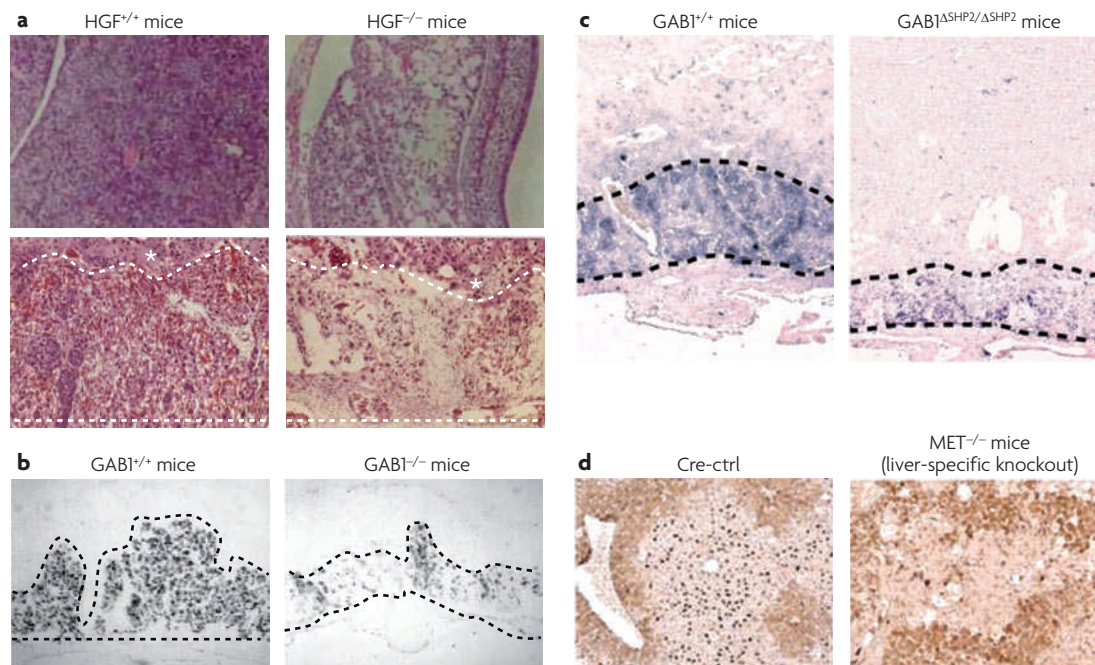 a
HGF+/+ mice
HGF−/− mice
c
GAB1+/+ mice
GAB1ΔSHP2/ΔSHP2 mice
*
*
b
GAB1+/+ mice
GAB1−/− mice
d
Cre-ctrl
MET−/− mice
(liver-specific knockout)